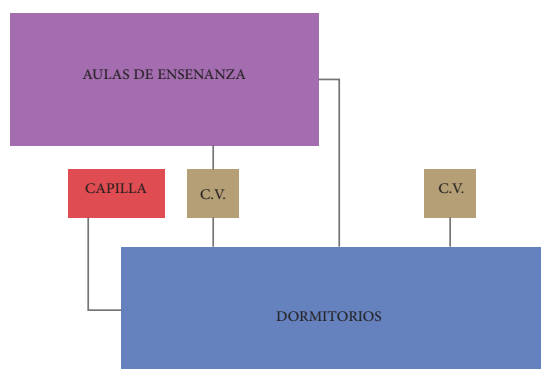 AULAS DE ENSENANZA
CAPILLA
C.V.
C.V.
DORMITORIOS